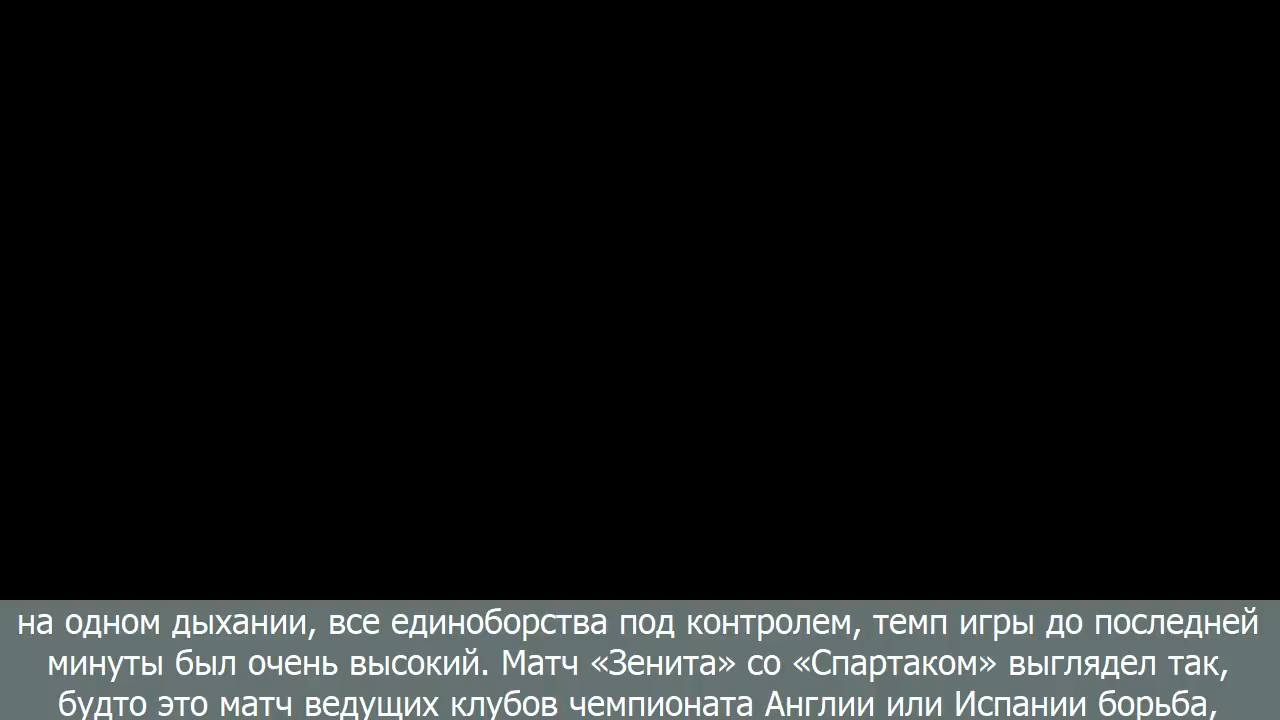 на одном дыхании, все единоборства под контролем, темп игры до последней
минуты был очень высокий. Матч «Зенита» со «Спартаком» выглядел так,
будто это матч ведущих клубов чемпионата Англии или Испании борьба,